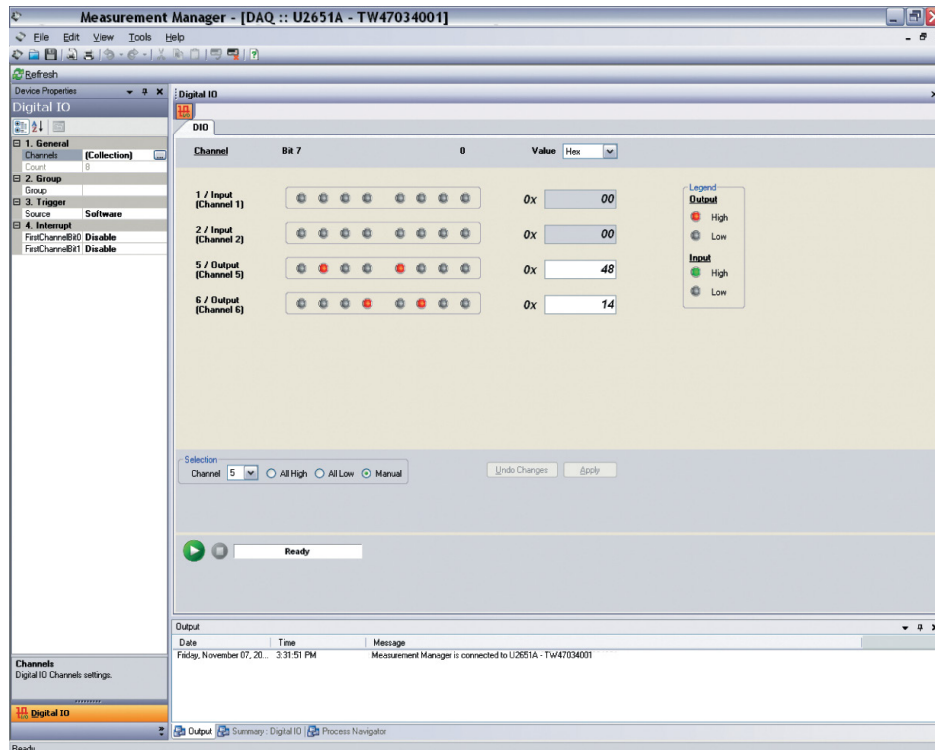 Measurement Manager - [DAQ :: U2651A - TW47034001]
File Edit View Tools Help
Refresh
Device Properties
Digital IO
1. General
Channels (Collection)
Count 8
2. Group
Group
3. Trigger
Source Software
4. Interrupt
FirstChannelBit0 Disable
FirstChannelBit1 Disable
Channels
Digital IO Channels settings.
Digital IO
Ready
Digital IO
DIO
Channel Bit 7 0 Value Hex
1 / Input
(Channel 1) 0x 00
2 / Input
(Channel 2) 0x 00
5 / Output
(Channel 5) 0x 48
6 / Output
(Channel 6) 0x 14
Legend
Output
High
Low
Input
High
Low
Selection
Channel 5 All High All Low Manual
Undo Changes Apply
Ready
Output
Date Time Message
Friday, November 07, 20... 3:31:51 PM Measurement Manager is connected to U2651A - TW47034001
Output Summary : Digital IO Process Navigator